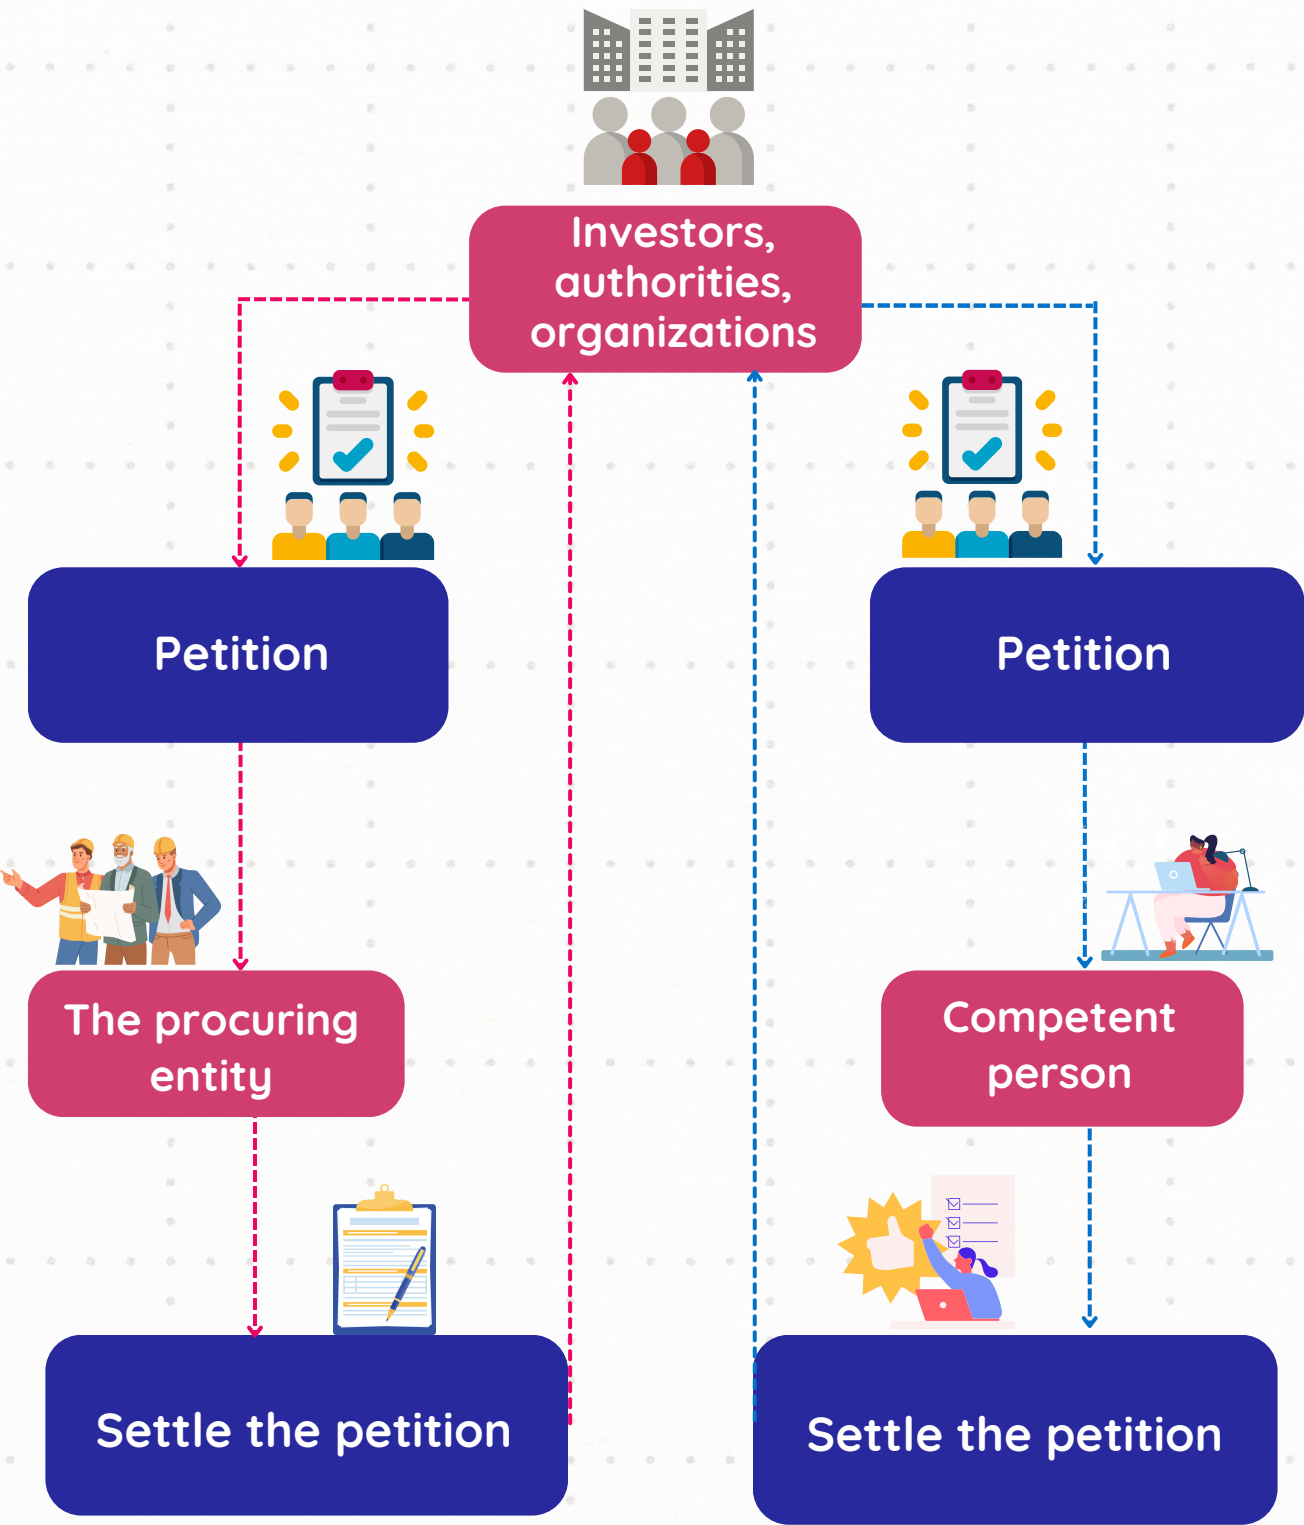 Investors,
authorities,
organizations
Petition
Petition
The procuring
entity
Competent
person
Settle the petition
Settle the petition